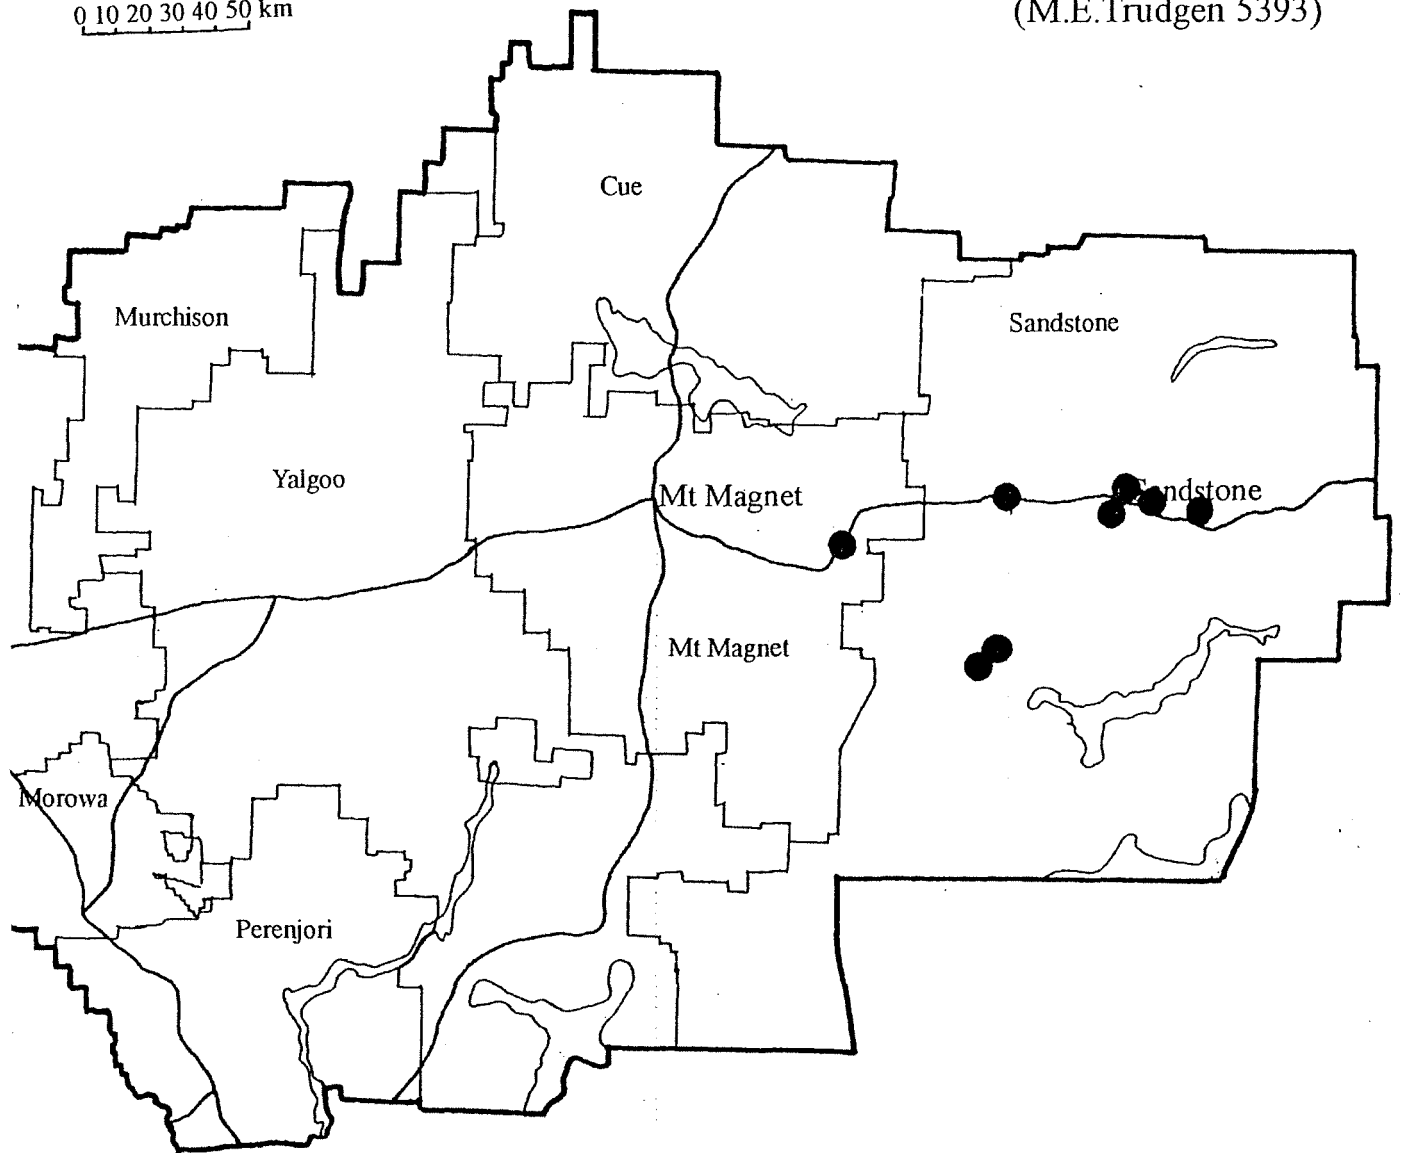 0 10 20 30 40 50 km
(M.E.Trudgen 5393)
Cue
Murchison
Sandstone
Yalgoo
Mt Magnet
Sandstone
Mt Magnet
Morowa
Perenjori